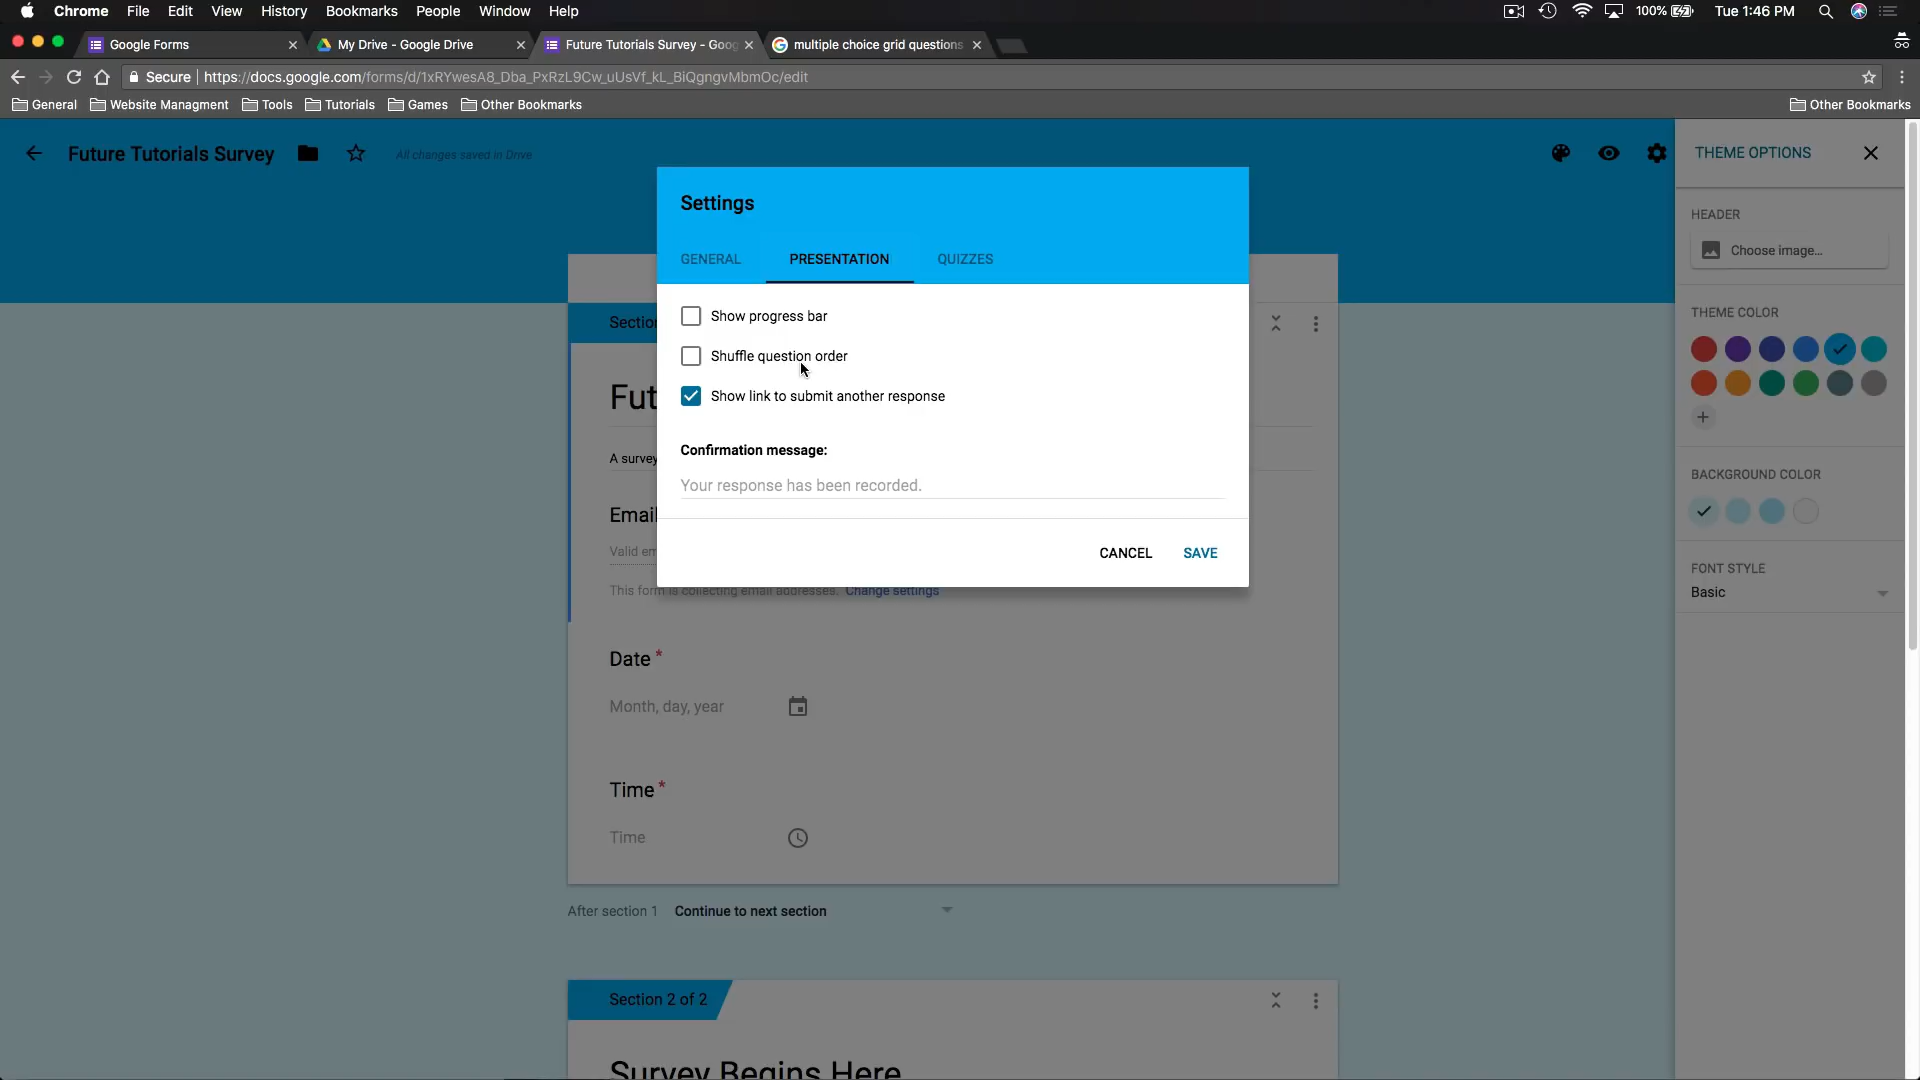 Chrome File Edit View History Bookmarks People Window Help 100% Tue 1:46 PM
Google Forms My Drive - Google Drive Future Tutorials Survey - Goog multiple choice grid questions
Secure https://docs.google.com/forms/d/1xRYwesA8_Dba_PxRzL9Cw_uUsVf_kL_BiQgngvMbmOc/edit
General Website Managment Tools Tutorials Games Other Bookmarks Other Bookmarks
Future Tutorials Survey All changes saved in Drive THEME OPTIONS
Settings
GENERAL PRESENTATION QUIZZES
Show progress bar
Shuffle question order
Show link to submit another response
Confirmation message:
Your response has been recorded.
CANCEL SAVE
Section
Fut
A survey
Email
Valid em
This form is collecting email addresses. Change settings
Date *
Month, day, year
Time *
Time
After section 1 Continue to next section
Section 2 of 2
Survey Begins Here
HEADER
Choose image...
THEME COLOR
BACKGROUND COLOR
FONT STYLE
Basic